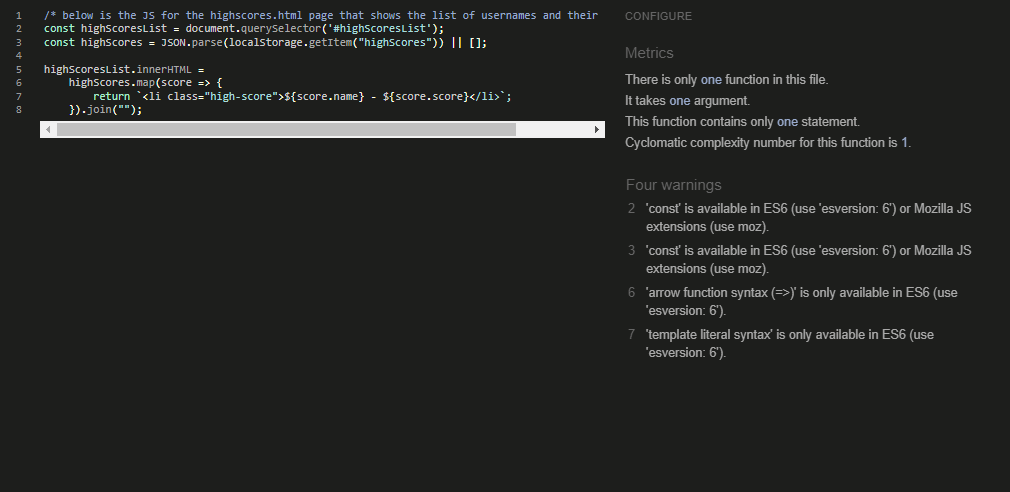 1 /* below is the JS for the highscores.html page that shows the list of usernames and their
2 const highScoresList = document.querySelector('#highScoresList');
3 const highScores = JSON.parse(localStorage.getItem("highScores")) || [];
4
5 highScoresList.innerHTML =
6 highScores.map(score => {
7 return `<li class="high-score">${score.name} - ${score.score}</li>`;
8 }).join("");
CONFIGURE
Metrics
There is only one function in this file.
It takes one argument.
This function contains only one statement.
Cyclomatic complexity number for this function is 1.
Four warnings
2 'const' is available in ES6 (use 'esversion: 6') or Mozilla JS
extensions (use moz).
3 'const' is available in ES6 (use 'esversion: 6') or Mozilla JS
extensions (use moz).
6 'arrow function syntax (=>)' is only available in ES6 (use
'esversion: 6').
7 'template literal syntax' is only available in ES6 (use
'esversion: 6').